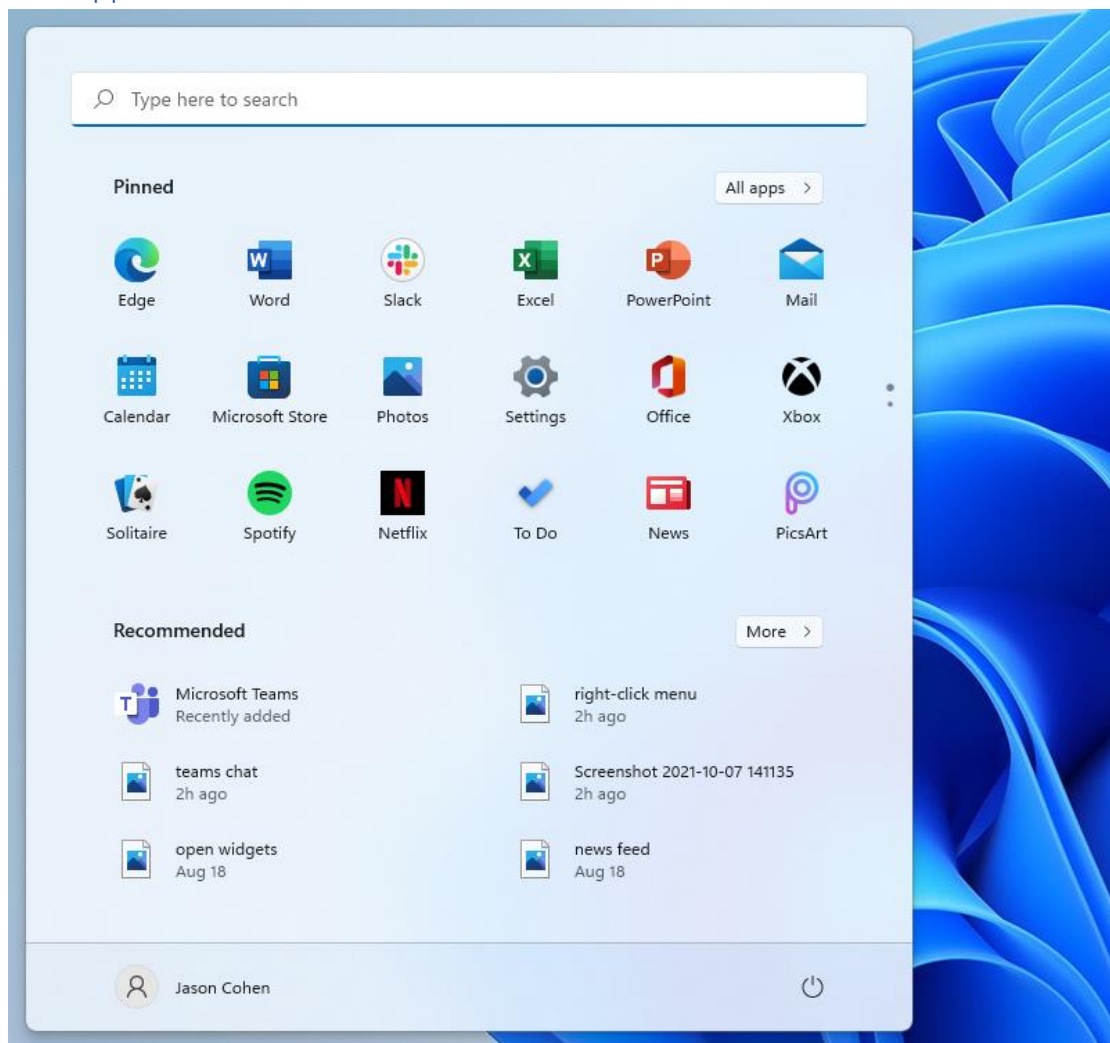 Type here to search
Pinned
All apps >
Edge Word Slack Excel PowerPoint Mail
Calendar Microsoft Store Photos Settings Office Xbox
Solitaire Spotify Netflix To Do News PicsArt
Recommended
More >
Microsoft Teams
Recently added
right-click menu
2h ago
teams chat
2h ago
Screenshot 2021-10-07 141135
2h ago
open widgets
Aug 18
news feed
Aug 18
Jason Cohen